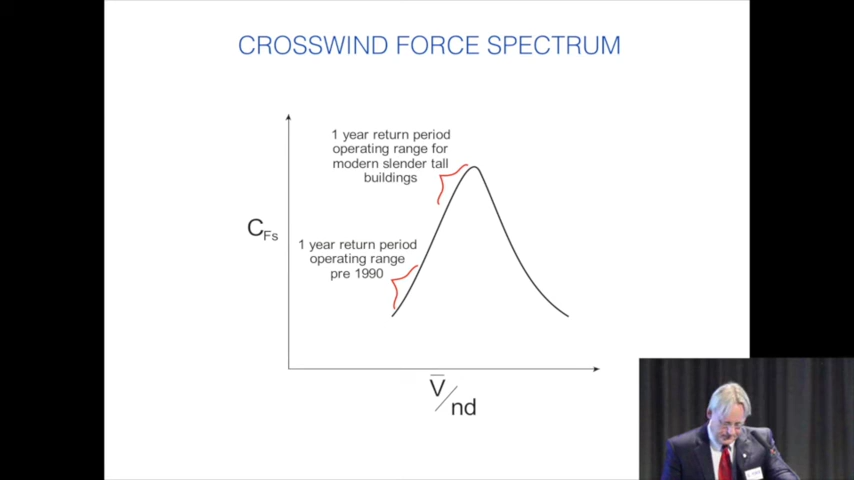 CROSSWIND FORCE SPECTRUM
1 year return period
operating range for
modern slender tall
buildings
C_Fs
1 year return period
operating range
pre 1990
V̅/nd